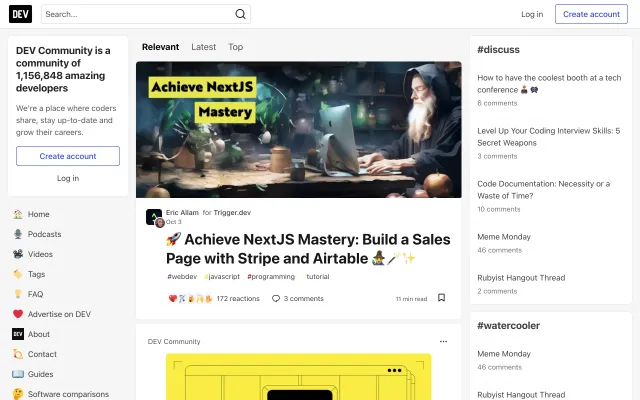 DEV
Search...
Log in
Create account
DEV Community is a
community of
1,156,848 amazing
developers
We're a place where coders
share, stay up-to-date and
grow their careers.
Create account
Log in
Home
Podcasts
Videos
Tags
FAQ
Advertise on DEV
DEV
About
Contact
Guides
Software comparisons
Relevant
Latest
Top
Achieve NextJS
Mastery
Eric Allam for Trigger.dev
Oct 3
🚀 Achieve NextJS Mastery: Build a Sales
Page with Stripe and Airtable 🧙‍♂️🪄✨
#webdev #javascript #programming #tutorial
172 reactions
3 comments
11 min read
DEV Community
#discuss
How to have the coolest booth at a tech
conference
6 comments
Level Up Your Coding Interview Skills: 5
Secret Weapons
3 comments
Code Documentation: Necessity or a
Waste of Time?
10 comments
Meme Monday
46 comments
Rubyist Hangout Thread
2 comments
#watercooler
Meme Monday
46 comments
Rubyist Hangout Thread